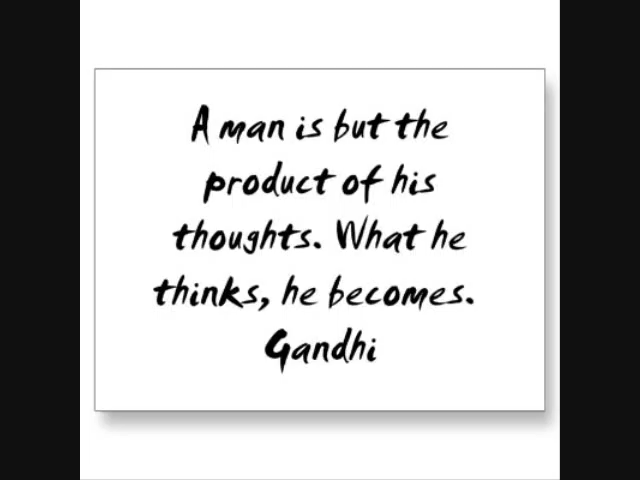 A man is but the
product of his
thoughts. What he
thinks, he becomes.
Gandhi